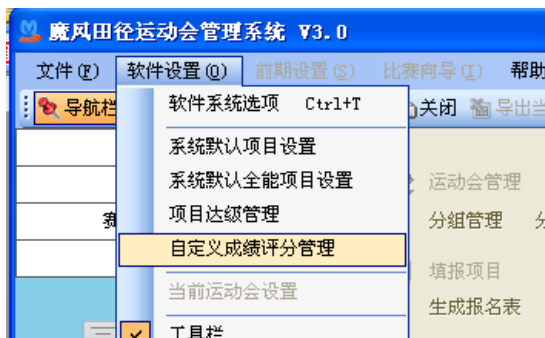 魔风田径运动会管理系统 V3.0
文件(F) 软件设置(O) 前期设置(S) 比赛向导(I) 帮助
导航栏 关闭 导出当
软件系统选项 Ctrl+T
系统默认项目设置
系统默认全能项目设置
项目达级管理
自定义成绩评分管理
当前运动会设置
工具栏
运动会管理
分组管理
填报项目
生成报名表